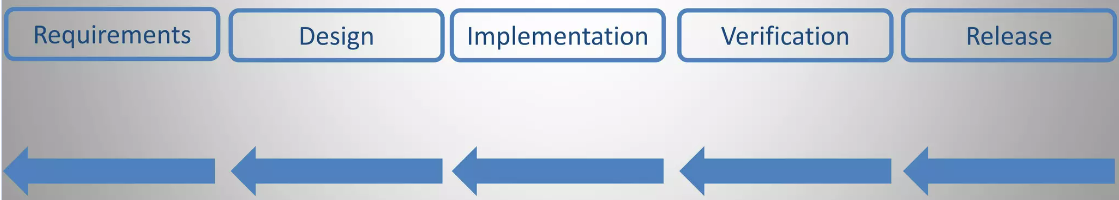 Requirements
Design
Implementation
Verification
Release